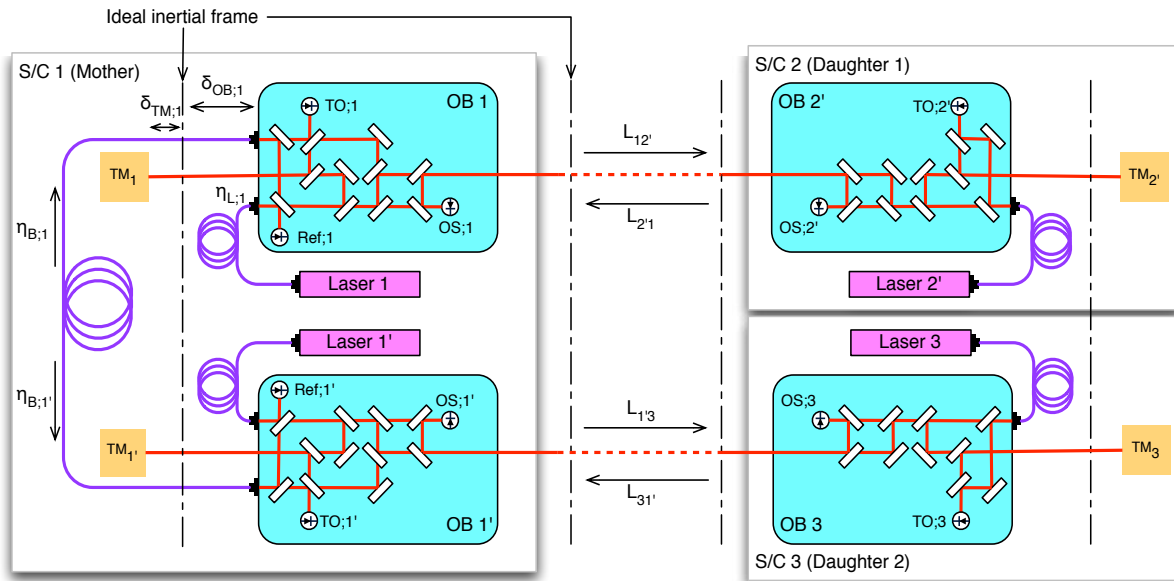 Ideal inertial frame
S/C 1 (Mother)
S/C 2 (Daughter 1)
δOB;1
δTM;1
TO;1
OB 1
OB 2'
TO;2'
L12'
TM1
ηL;1
TM2'
ηB;1
OS;1
L2'1
OS;2'
Ref;1
Laser 1
Laser 2'
Laser 1'
Laser 3
ηB;1'
Ref;1'
OS;1'
L1'3
OS;3
TM1'
TM3
L31'
TO;1'
OB 1'
OB 3
TO;3
S/C 3 (Daughter 2)